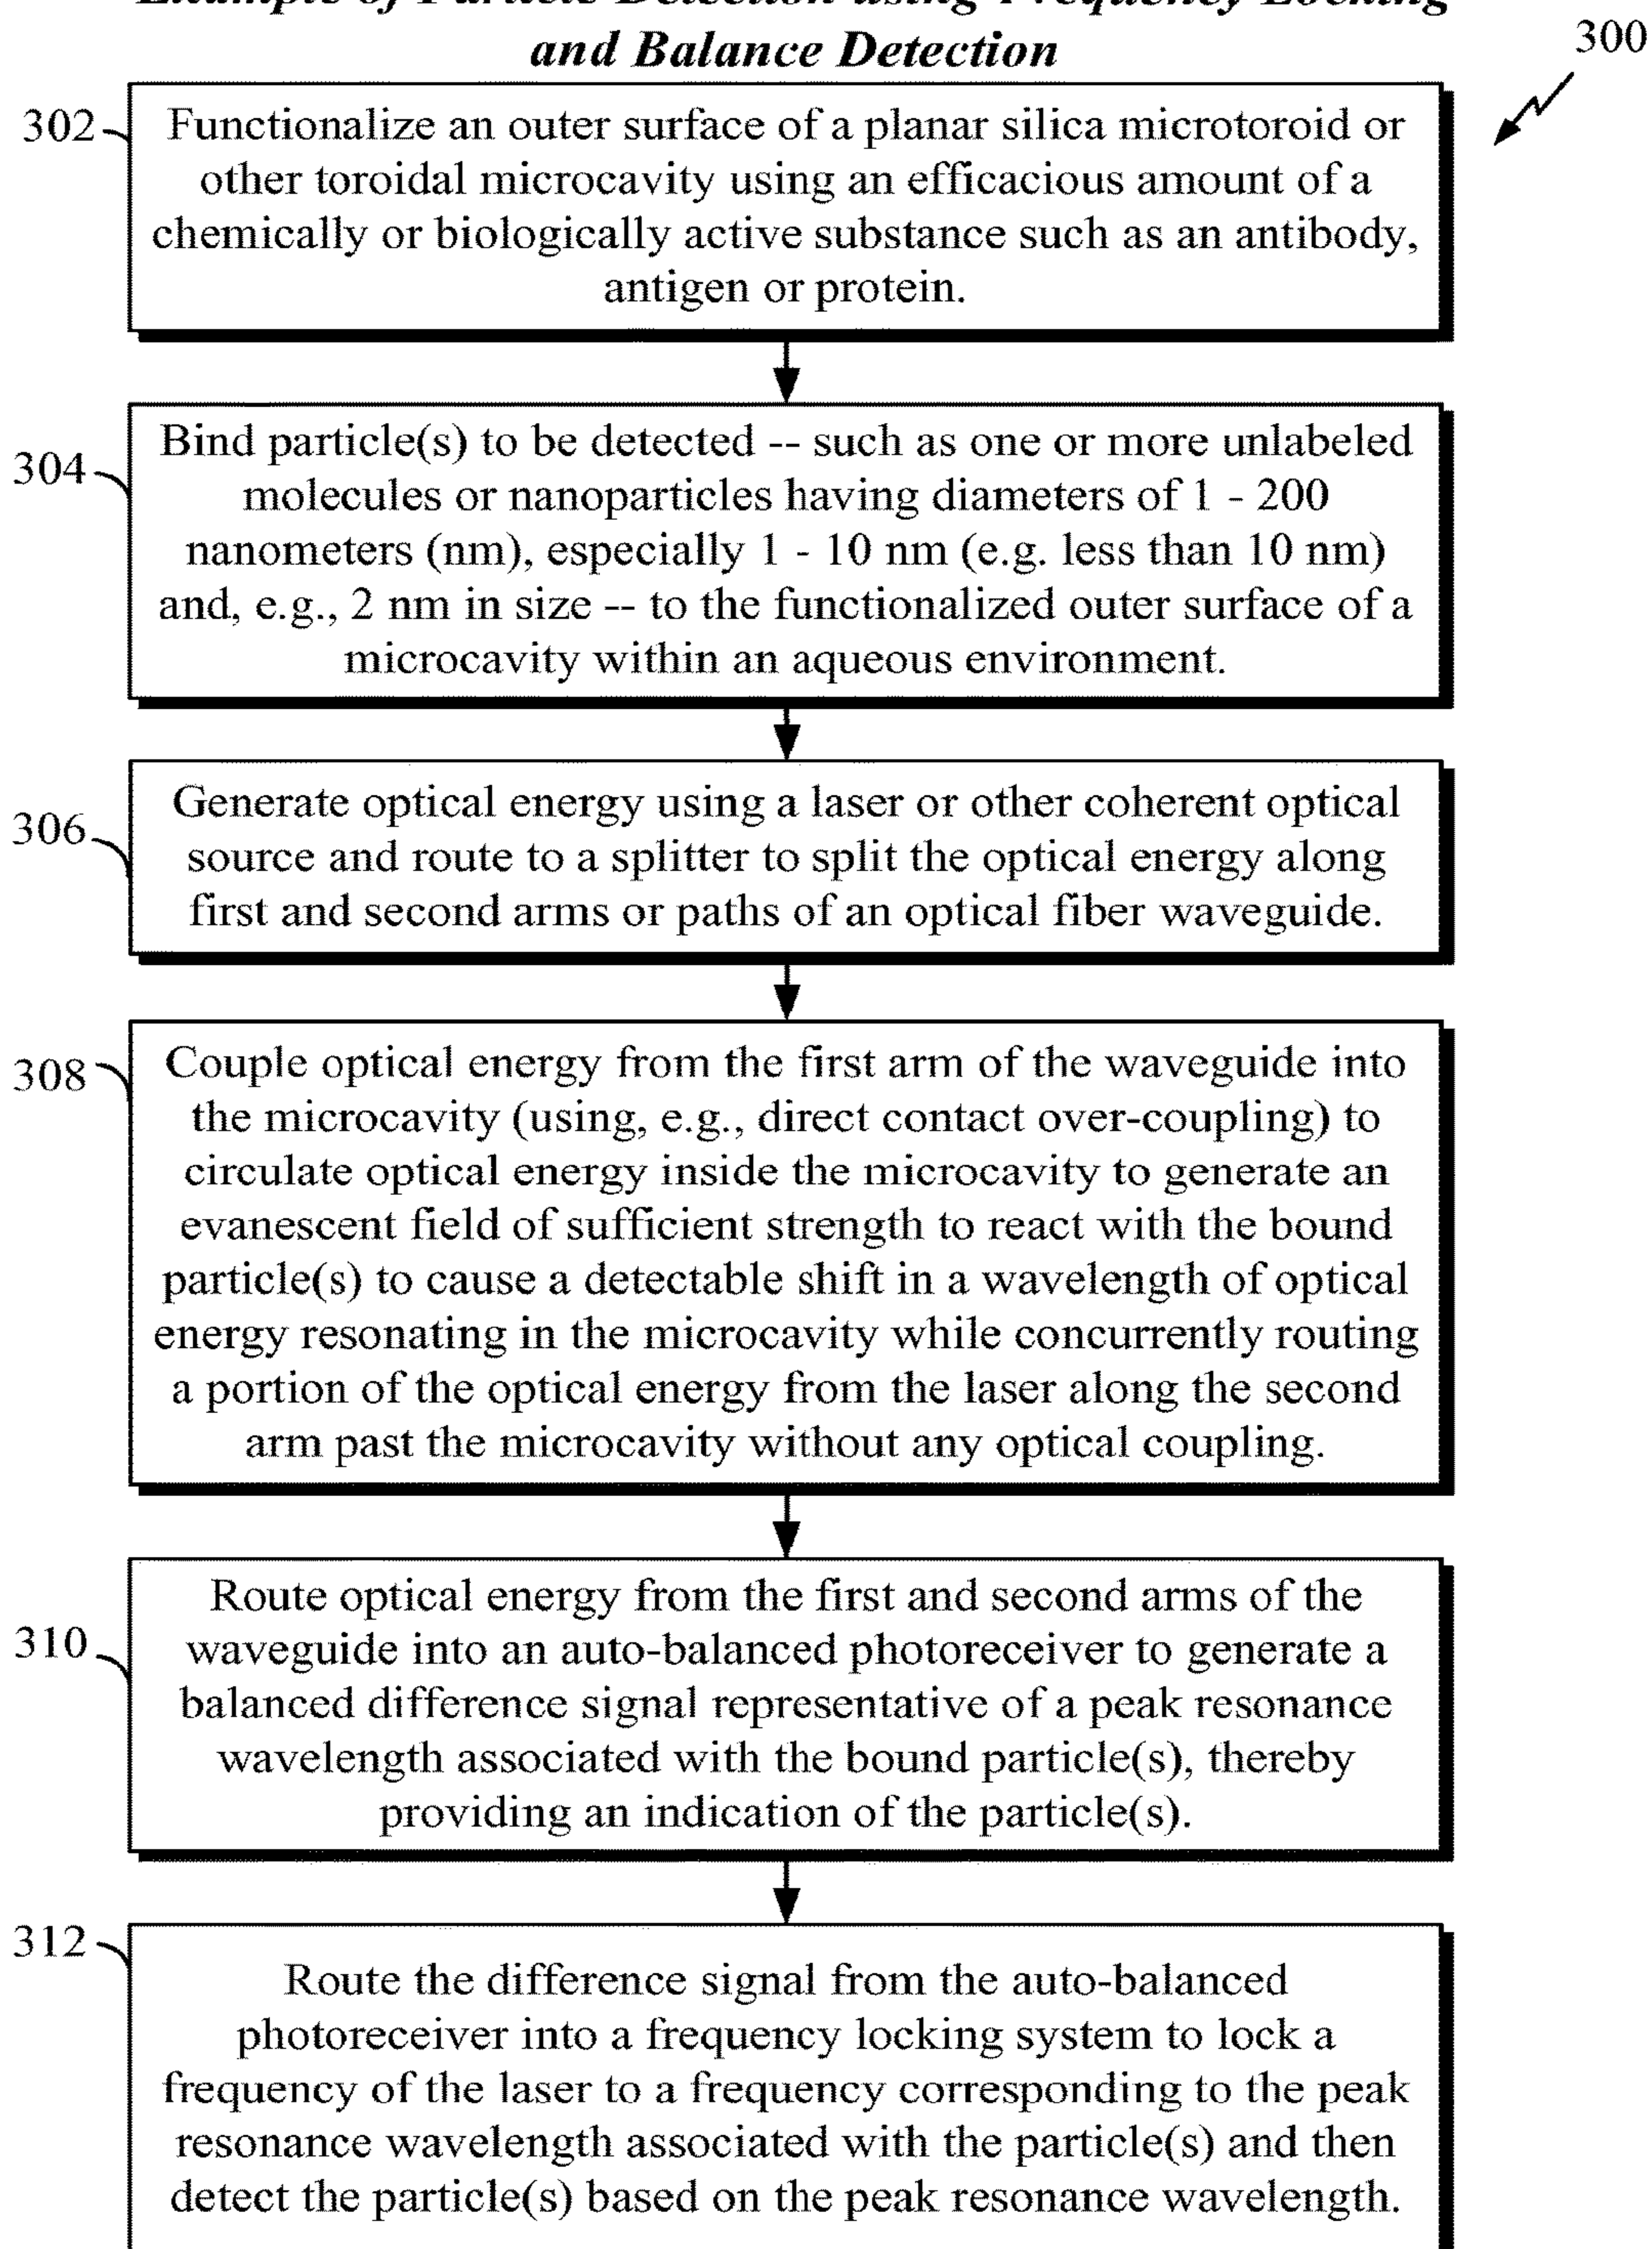 Example of Particle Detection using Frequency Locking
and Balance Detection
300
302
Functionalize an outer surface of a planar silica microtoroid or
other toroidal microcavity using an efficacious amount of a
chemically or biologically active substance such as an antibody,
antigen or protein.
304
Bind particle(s) to be detected -- such as one or more unlabeled
molecules or nanoparticles having diameters of 1 - 200
nanometers (nm), especially 1 - 10 nm (e.g. less than 10 nm)
and, e.g., 2 nm in size -- to the functionalized outer surface of a
microcavity within an aqueous environment.
306
Generate optical energy using a laser or other coherent optical
source and route to a splitter to split the optical energy along
first and second arms or paths of an optical fiber waveguide.
308
Couple optical energy from the first arm of the waveguide into
the microcavity (using, e.g., direct contact over-coupling) to
circulate optical energy inside the microcavity to generate an
evanescent field of sufficient strength to react with the bound
particle(s) to cause a detectable shift in a wavelength of optical
energy resonating in the microcavity while concurrently routing
a portion of the optical energy from the laser along the second
arm past the microcavity without any optical coupling.
310
Route optical energy from the first and second arms of the
waveguide into an auto-balanced photoreceiver to generate a
balanced difference signal representative of a peak resonance
wavelength associated with the bound particle(s), thereby
providing an indication of the particle(s).
312
Route the difference signal from the auto-balanced
photoreceiver into a frequency locking system to lock a
frequency of the laser to a frequency corresponding to the peak
resonance wavelength associated with the particle(s) and then
detect the particle(s) based on the peak resonance wavelength.